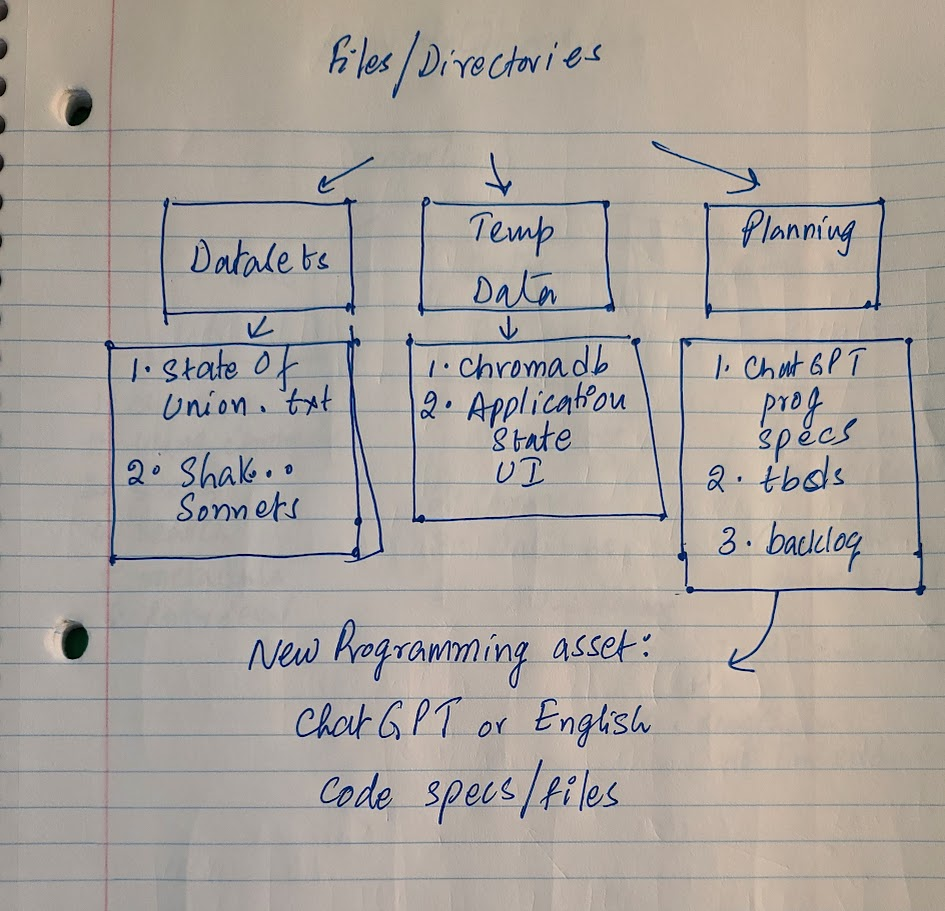 Files/Directories
Datasets
Temp
Data
Planning
1. State Of
Union. txt
2. Shak...
Sonnets
1. Chromadb
2. Application
State
UI
1. ChatGPT
prog
specs
2. tbds
3. backlog
New Programming asset:
ChatGPT or English
Code specs/files